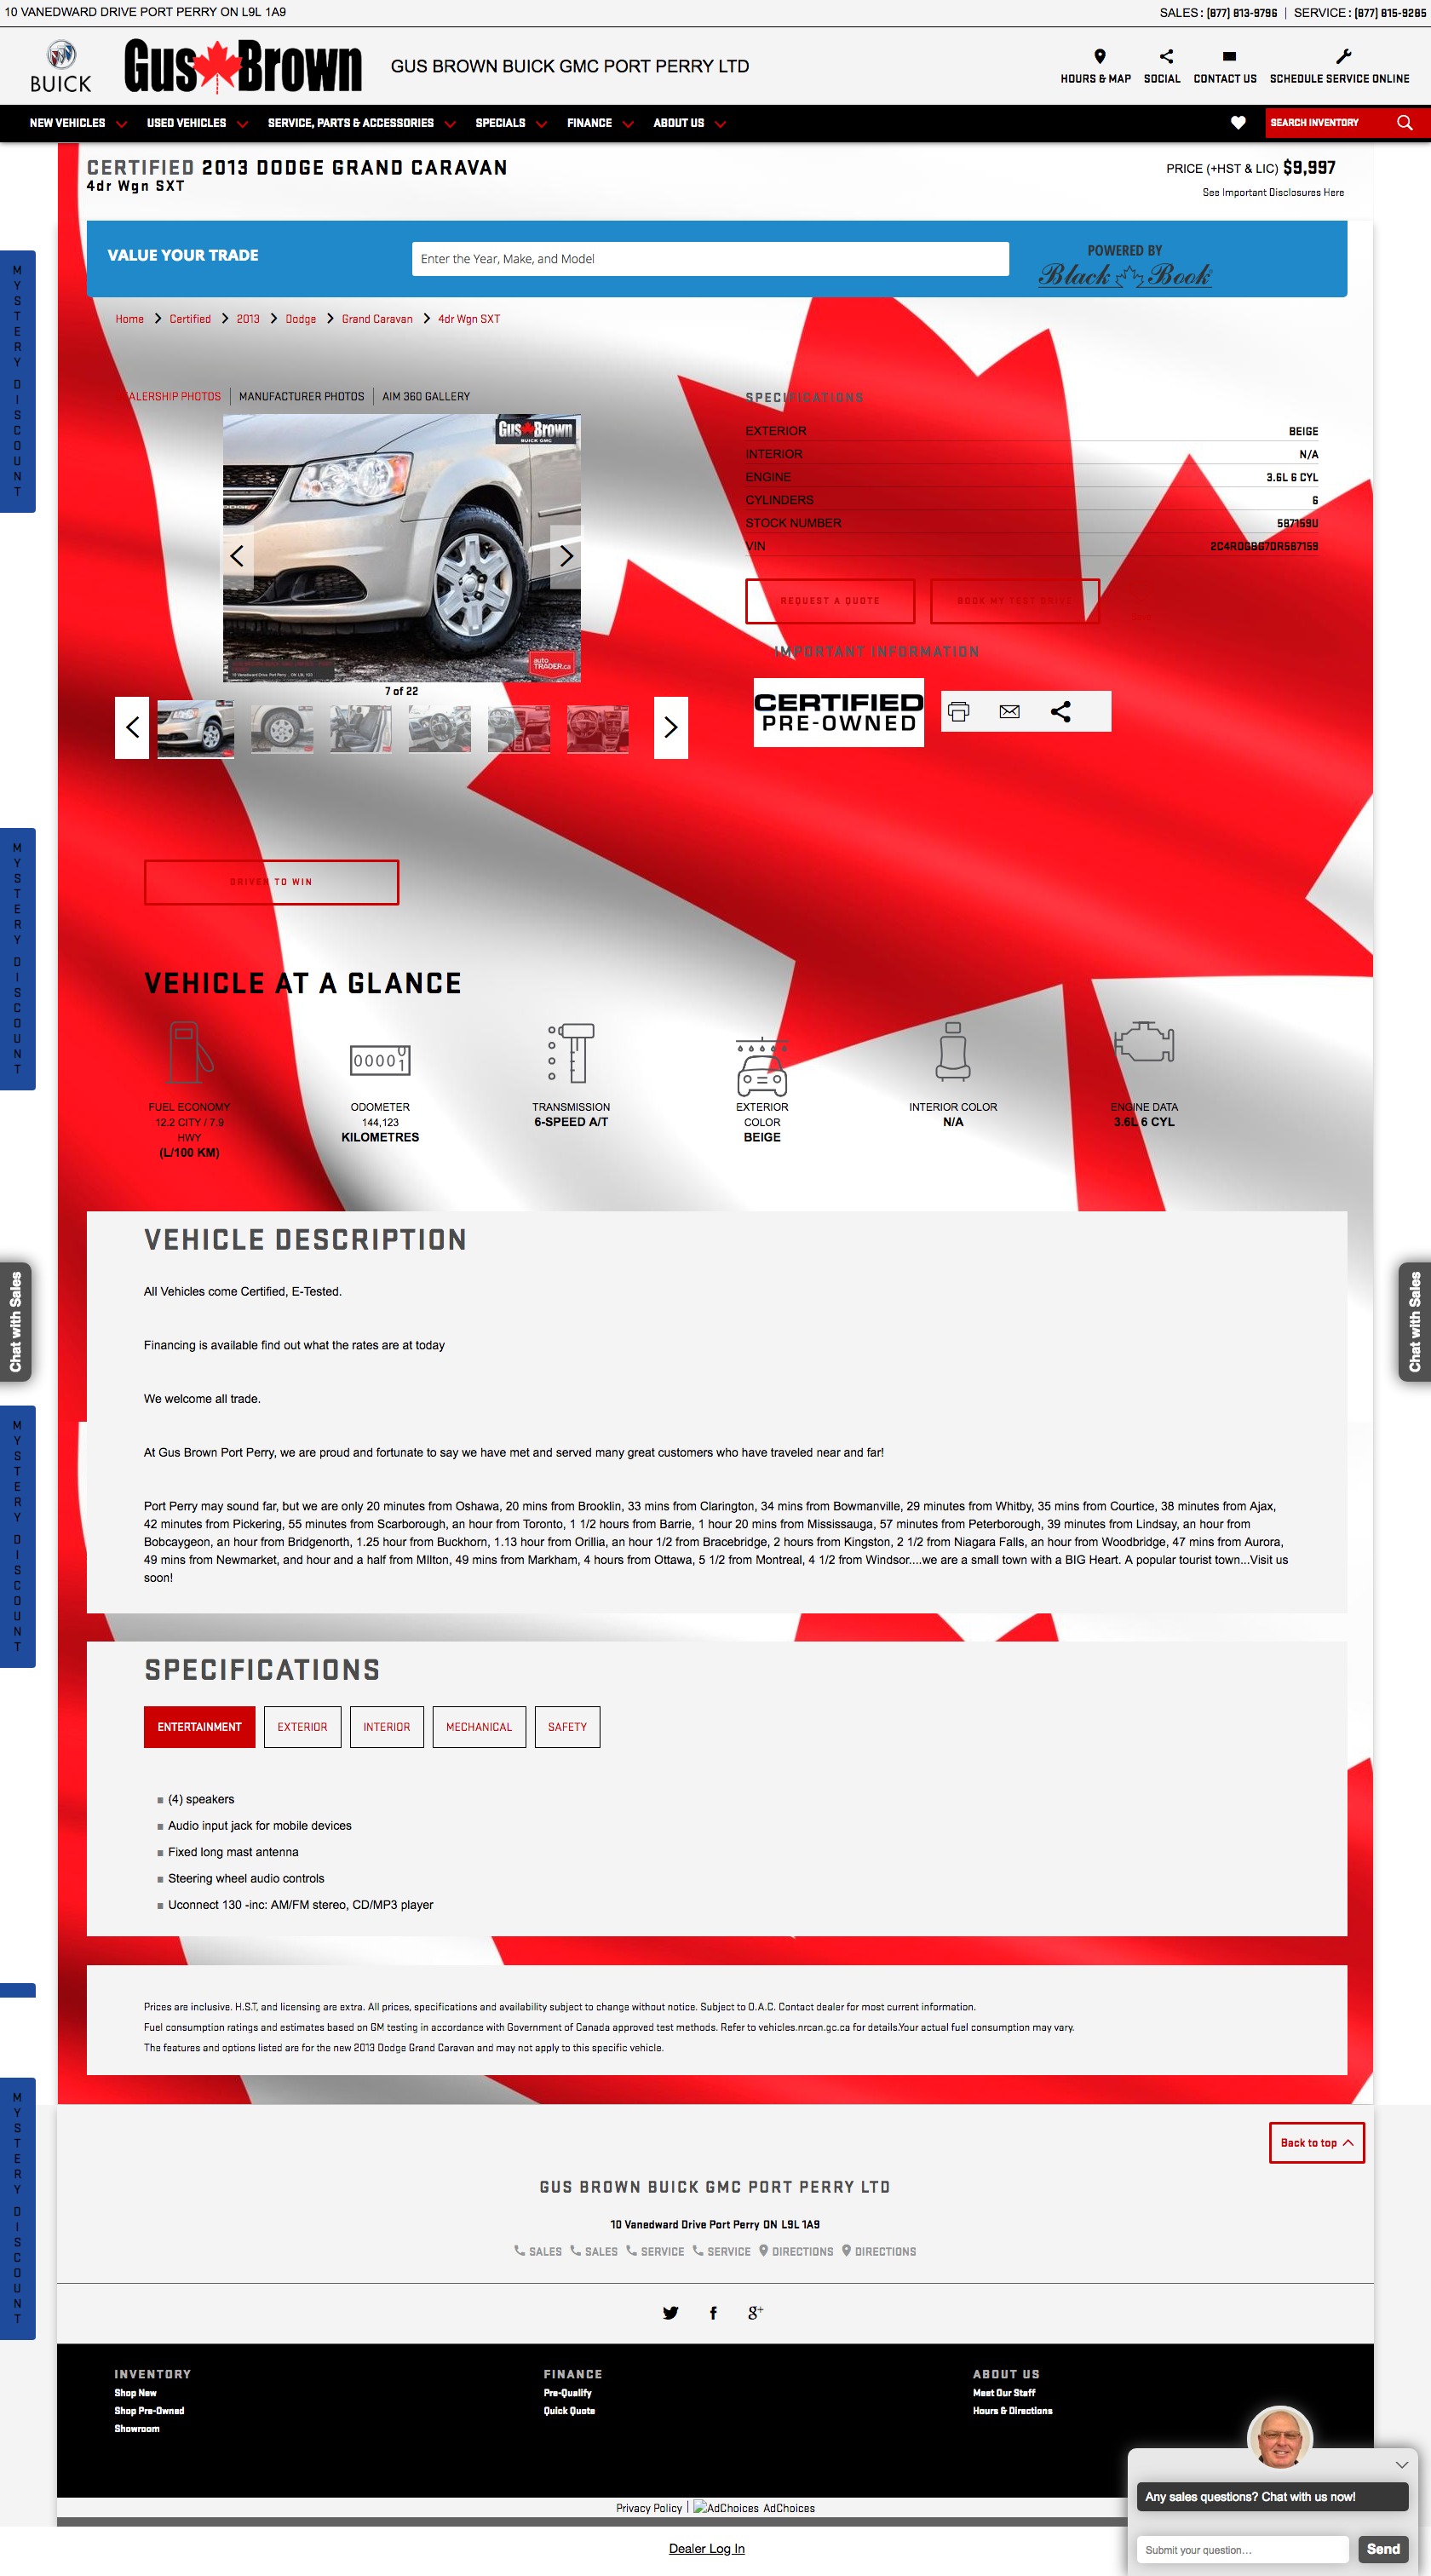 10 VANEDWARD DRIVE PORT PERRY ON L9L 1A9
SALES : (877) 813-9796 | SERVICE : (877) 815-9285
BUICK
Gus Brown
GUS BROWN BUICK GMC PORT PERRY LTD
HOURS & MAP SOCIAL CONTACT US SCHEDULE SERVICE ONLINE
NEW VEHICLES USED VEHICLES SERVICE, PARTS & ACCESSORIES SPECIALS FINANCE ABOUT US
SEARCH INVENTORY
CERTIFIED 2013 DODGE GRAND CARAVAN
4dr Wgn SXT
PRICE (+HST & LIC) $9,997
See Important Disclosures Here
VALUE YOUR TRADE
Enter the Year, Make, and Model
POWERED BY
Black Book
Home > Certified > 2013 > Dodge > Grand Caravan > 4dr Wgn SXT
MYSTERY DISCOUNT
ALERSHIP PHOTOS | MANUFACTURER PHOTOS | AIM 360 GALLERY
Gus Brown
BUICK GMC
DODGE
auto
TRADER.ca
7 of 22
SPECIFICATIONS
EXTERIOR BEIGE
INTERIOR N/A
ENGINE 3.6L 6 CYL
CYLINDERS 6
STOCK NUMBER 587159U
VIN 2C4RDGBG7DR587159
REQUEST A QUOTE
BOOK MY TEST DRIVE
IMPORTANT INFORMATION
CERTIFIED
PRE-OWNED
MYSTERY DISCOUNT
DRIVEN TO WIN
VEHICLE AT A GLANCE
00001
0
FUEL ECONOMY
12.2 CITY / 7.9
HWY
(L/100 KM)
ODOMETER
144,123
KILOMETRES
TRANSMISSION
6-SPEED A/T
EXTERIOR
COLOR
BEIGE
INTERIOR COLOR
N/A
ENGINE DATA
3.6L 6 CYL
VEHICLE DESCRIPTION
All Vehicles come Certified, E-Tested.
Chat with Sales
Chat with Sales
Financing is available find out what the rates are at today
We welcome all trade.
MYSTERY DISCOUNT
At Gus Brown Port Perry, we are proud and fortunate to say we have met and served many great customers who have traveled near and far!
Port Perry may sound far, but we are only 20 minutes from Oshawa, 20 mins from Brooklin, 33 mins from Clarington, 34 mins from Bowmanville, 29 minutes from Whitby, 35 mins from Courtice, 38 minutes from Ajax,
42 minutes from Pickering, 55 minutes from Scarborough, an hour from Toronto, 1 1/2 hours from Barrie, 1 hour 20 mins from Mississauga, 57 minutes from Peterborough, 39 minutes from Lindsay, an hour from
Bobcaygeon, an hour from Bridgenorth, 1.25 hour from Buckhorn, 1.13 hour from Orillia, an hour 1/2 from Bracebridge, 2 hours from Kingston, 2 1/2 from Niagara Falls, an hour from Woodbridge, 47 mins from Aurora,
49 mins from Newmarket, and hour and a half from MIlton, 49 mins from Markham, 4 hours from Ottawa, 5 1/2 from Montreal, 4 1/2 from Windsor....we are a small town with a BIG Heart. A popular tourist town...Visit us
soon!
SPECIFICATIONS
ENTERTAINMENT EXTERIOR INTERIOR MECHANICAL SAFETY
(4) speakers
Audio input jack for mobile devices
Fixed long mast antenna
Steering wheel audio controls
Uconnect 130 -inc: AM/FM stereo, CD/MP3 player
Prices are inclusive. H.S.T, and licensing are extra. All prices, specifications and availability subject to change without notice. Subject to O.A.C. Contact dealer for most current information.
Fuel consumption ratings and estimates based on GM testing in accordance with Government of Canada approved test methods. Refer to vehicles.nrcan.gc.ca for details.Your actual fuel consumption may vary.
The features and options listed are for the new 2013 Dodge Grand Caravan and may not apply to this specific vehicle.
MYSTERY DISCOUNT
Back to top
GUS BROWN BUICK GMC PORT PERRY LTD
10 Vanedward Drive Port Perry ON L9L 1A9
SALES SALES SERVICE SERVICE DIRECTIONS DIRECTIONS
g+
INVENTORY
Shop New
Shop Pre-Owned
Showroom
FINANCE
Pre-Qualify
Quick Quote
ABOUT US
Meet Our Staff
Hours & Directions
Privacy Policy | AdChoices AdChoices
Dealer Log In
Any sales questions? Chat with us now!
Submit your question...
Send